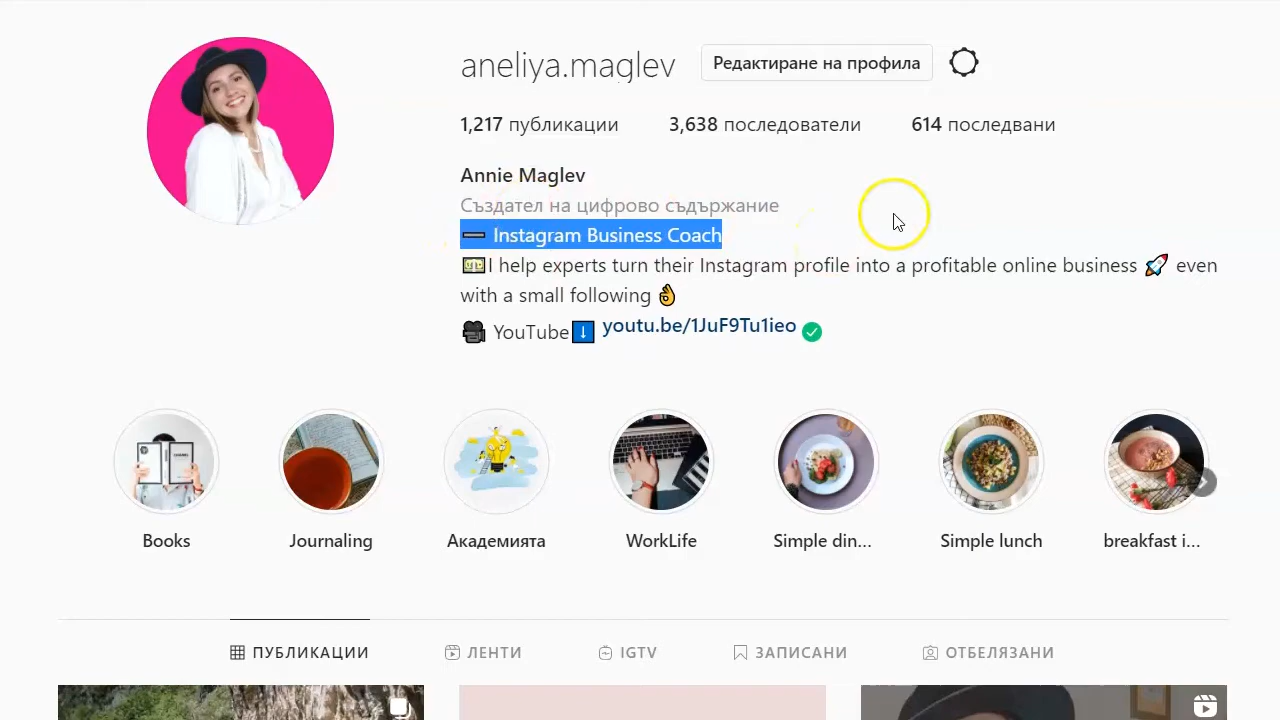 aneliya.maglev
Редактиране на профила
1,217 публикации
3,638 последователи
614 последвани
Annie Maglev
Създател на цифрово съдържание
➖ Instagram Business Coach
💵I help experts turn their Instagram profile into a profitable online business 🚀 even
with a small following 👌
🎥 YouTube⬇️ youtu.be/1JuF9Tu1ieo
Books
Journaling
Академията
WorkLife
Simple din...
Simple lunch
breakfast i...
ПУБЛИКАЦИИ
ЛЕНТИ
IGTV
ЗАПИСАНИ
ОТБЕЛЯЗАНИ